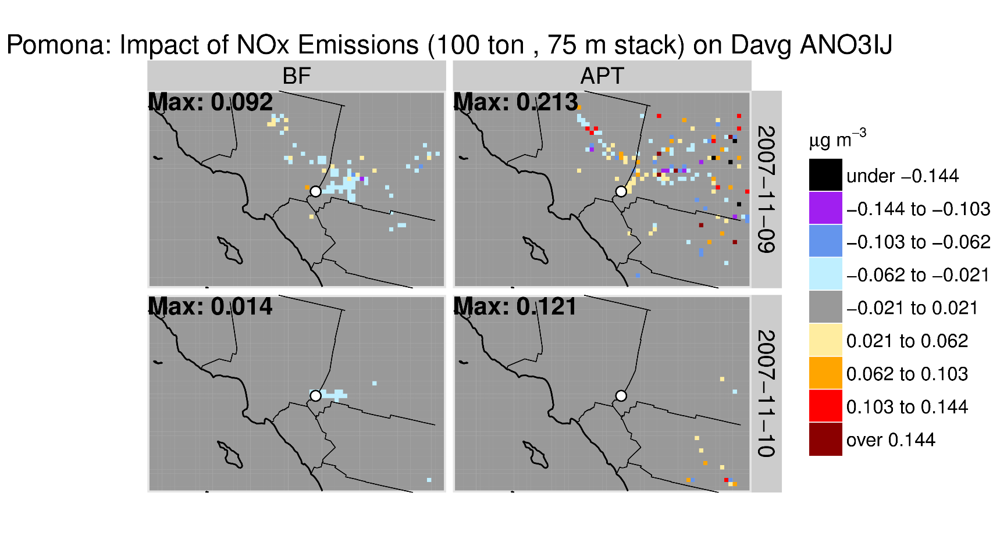 Pomona: Impact of NOx Emissions (100 ton , 75 m stack) on Davg ANO3IJ
BF
APT
Max: 0.092
Max: 0.213
2007−11−09
Max: 0.014
Max: 0.121
2007−11−10
μg m⁻³
under −0.144
−0.144 to −0.103
−0.103 to −0.062
−0.062 to −0.021
−0.021 to 0.021
0.021 to 0.062
0.062 to 0.103
0.103 to 0.144
over 0.144